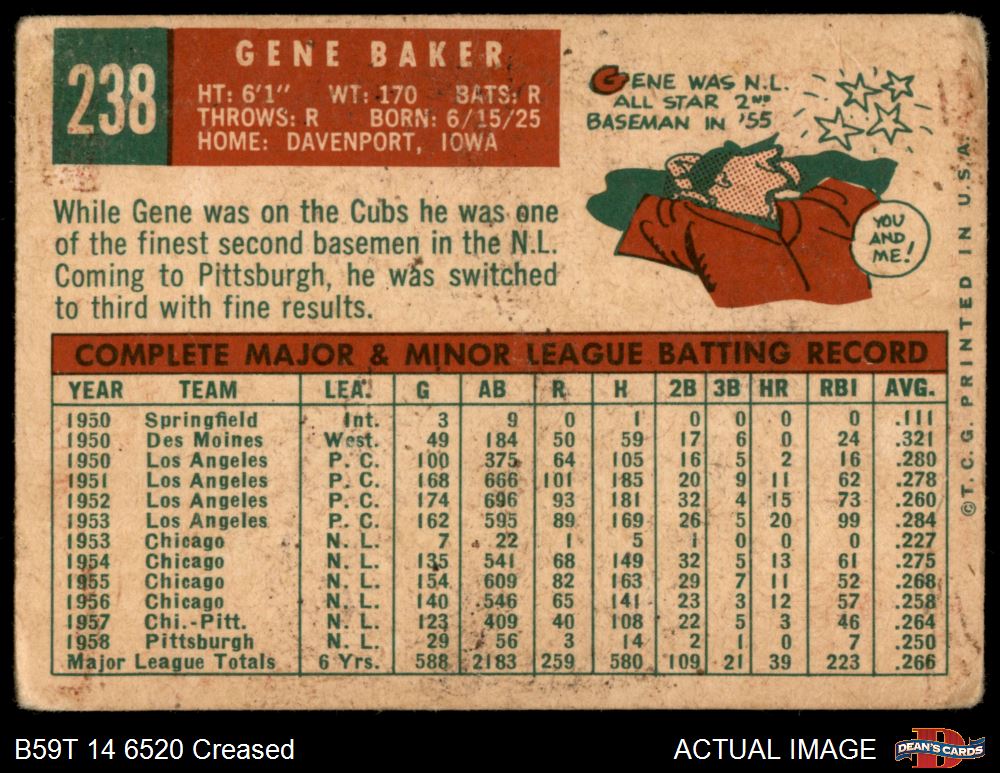 238
GENE BAKER
HT: 6'1" WT: 170 BATS: R
THROWS: R BORN: 6/15/25
HOME: DAVENPORT, IOWA
GENE WAS N.L.
ALL STAR 2ND
BASEMAN IN '55
YOU
AND
ME!
While Gene was on the Cubs he was one
of the finest second basemen in the N.L.
Coming to Pittsburgh, he was switched
to third with fine results.
COMPLETE MAJOR & MINOR LEAGUE BATTING RECORD
YEAR TEAM LEA. G AB R H 2B 3B HR RBI AVG.
1950 Springfield Int. 3 9 0 1 0 0 0 0 .111
1950 Des Moines West. 49 184 50 59 17 6 0 24 .321
1950 Los Angeles P. C. 100 375 64 105 16 5 2 16 .280
1951 Los Angeles P. C. 168 666 101 185 20 9 11 62 .278
1952 Los Angeles P. C. 174 696 93 181 32 4 15 73 .260
1953 Los Angeles P. C. 162 595 89 169 26 5 20 99 .284
1953 Chicago N. L. 7 22 1 5 1 0 0 0 .227
1954 Chicago N. L. 135 541 68 149 32 5 13 61 .275
1955 Chicago N. L. 154 609 82 163 29 7 11 52 .268
1956 Chicago N. L. 140 546 65 141 23 3 12 57 .258
1957 Chi.-Pitt. N. L. 123 409 40 108 22 5 3 46 .264
1958 Pittsburgh N. L. 29 56 3 14 2 1 0 7 .250
Major League Totals 6 Yrs. 588 2183 259 580 109 21 39 223 .266
© T. C. G. PRINTED IN U.S.A.
B59T 14 6520 Creased
ACTUAL IMAGE
DEAN'S CARDS